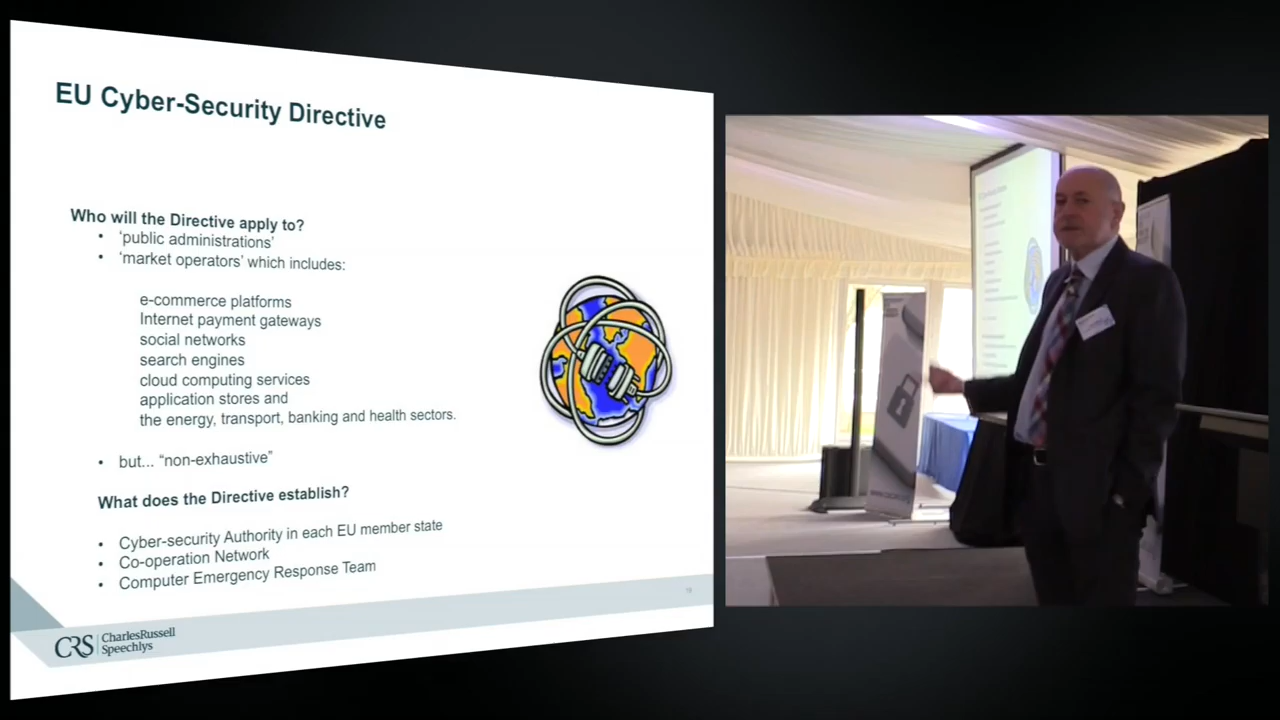 EU Cyber-Security Directive
Who will the Directive apply to?
• ‘public administrations’
• ‘market operators’ which includes:
e-commerce platforms
Internet payment gateways
social networks
search engines
cloud computing services
application stores and
the energy, transport, banking and health sectors.
• but... “non-exhaustive”
What does the Directive establish?
• Cyber-security Authority in each EU member state
• Co-operation Network
• Computer Emergency Response Team
CRS
CharlesRussell
Speechlys